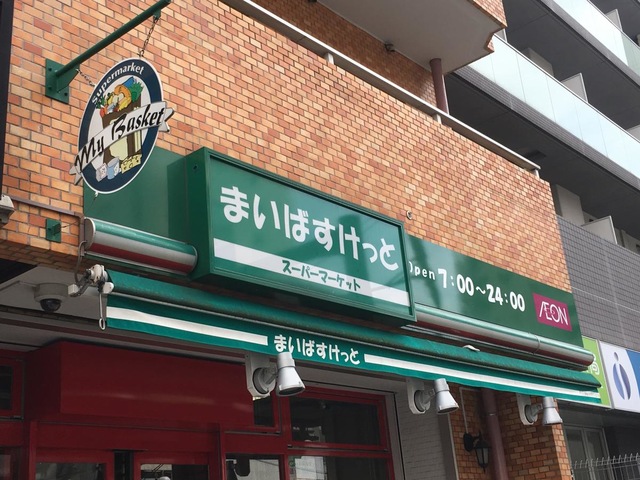 Supermarket
My Basket
まいばすけっと
スーパーマーケット
Open 7:00～24:00
ÆON
まいばすけっと